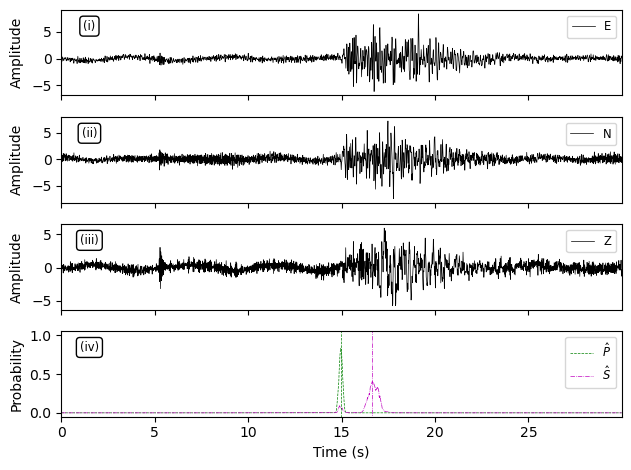 Amplitude
5
0
−5
(i)
E
Amplitude
5
0
−5
(ii)
N
Amplitude
5
0
−5
(iii)
Z
Probability
1.0
0.5
0.0
(iv)
P̂
Ŝ
0 5 10 15 20 25
Time (s)